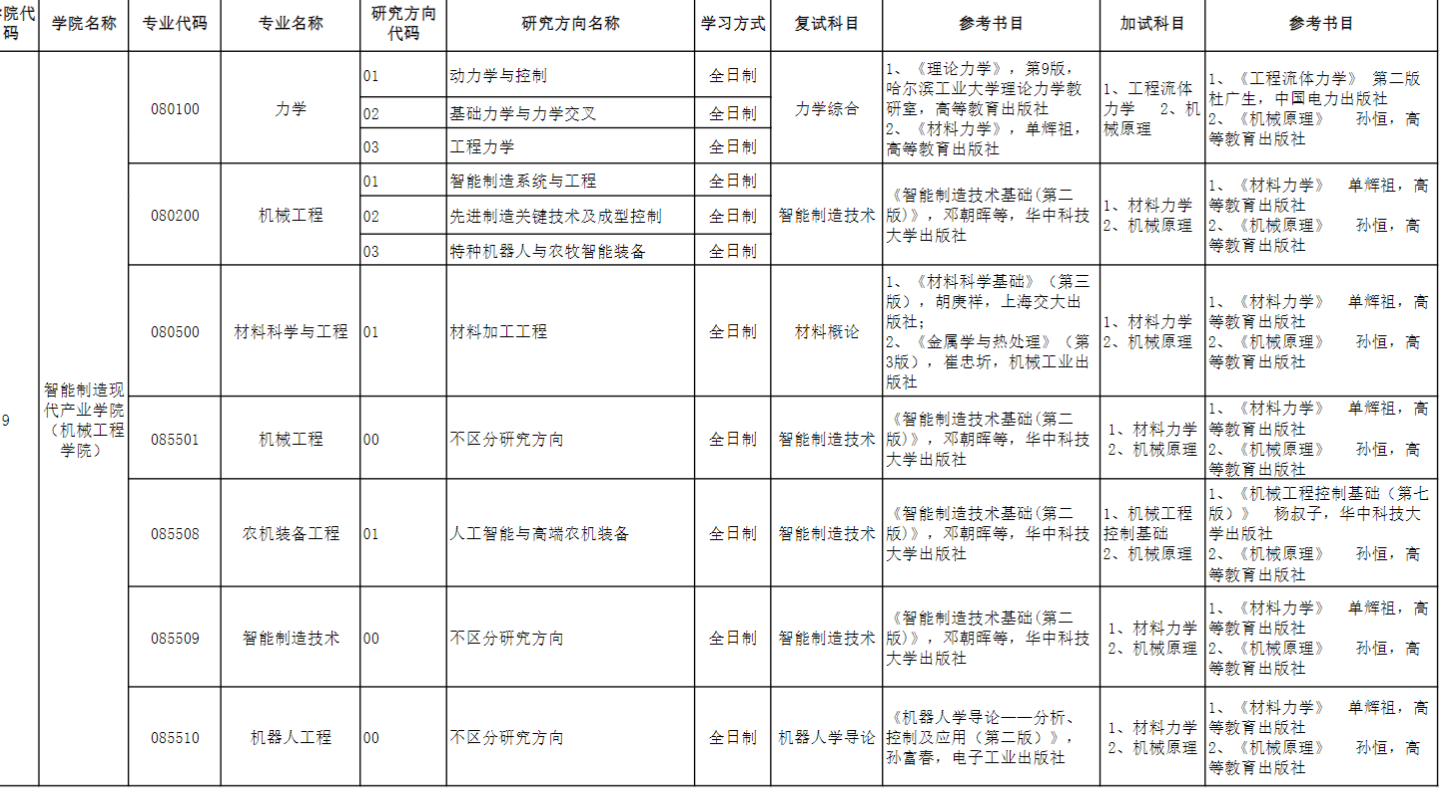 学院代
码
学院名称
专业代码
专业名称
研究方向
代码
研究方向名称
学习方式
复试科目
参考书目
加试科目
参考书目
9
智能制造现
代产业学院
（机械工程
学院）
080100
力学
01
动力学与控制
全日制
02
基础力学与力学交叉
全日制
03
工程力学
全日制
力学综合
1、《理论力学》，第9版，
哈尔滨工业大学理论力学教
研室，高等教育出版社
2、《材料力学》，单辉祖，
高等教育出版社
1、工程流体
力学 2、机
械原理
1、《工程流体力学》 第二版
杜广生，中国电力出版社
2、《机械原理》 孙恒，高
等教育出版社
080200
机械工程
01
智能制造系统与工程
全日制
02
先进制造关键技术及成型控制
全日制
03
特种机器人与农牧智能装备
全日制
智能制造技术
《智能制造技术基础(第二
版)》，邓朝晖等，华中科技
大学出版社
1、材料力学
2、机械原理
1、《材料力学》 单辉祖，高
等教育出版社
2、《机械原理》 孙恒，高
等教育出版社
080500
材料科学与工程
01
材料加工工程
全日制
材料概论
1、《材料科学基础》（第三
版），胡赓祥，上海交大出
版社；
2、《金属学与热处理》（第
3版），崔忠圻，机械工业出
版社
1、材料力学
2、机械原理
1、《材料力学》 单辉祖，高
等教育出版社
2、《机械原理》 孙恒，高
等教育出版社
085501
机械工程
00
不区分研究方向
全日制
智能制造技术
《智能制造技术基础(第二
版)》，邓朝晖等，华中科技
大学出版社
1、材料力学
2、机械原理
1、《材料力学》 单辉祖，高
等教育出版社
2、《机械原理》 孙恒，高
等教育出版社
085508
农机装备工程
01
人工智能与高端农机装备
全日制
智能制造技术
《智能制造技术基础(第二
版)》，邓朝晖等，华中科技
大学出版社
1、机械工程
控制基础
2、机械原理
1、《机械工程控制基础（第七
版）》 杨叔子，华中科技大
学出版社
2、《机械原理》 孙恒，高
等教育出版社
085509
智能制造技术
00
不区分研究方向
全日制
智能制造技术
《智能制造技术基础(第二
版)》，邓朝晖等，华中科技
大学出版社
1、材料力学
2、机械原理
1、《材料力学》 单辉祖，高
等教育出版社
2、《机械原理》 孙恒，高
等教育出版社
085510
机器人工程
00
不区分研究方向
全日制
机器人学导论
《机器人学导论——分析、
控制及应用（第二版）》，
孙富春，电子工业出版社
1、材料力学
2、机械原理
1、《材料力学》 单辉祖，高
等教育出版社
2、《机械原理》 孙恒，高
等教育出版社